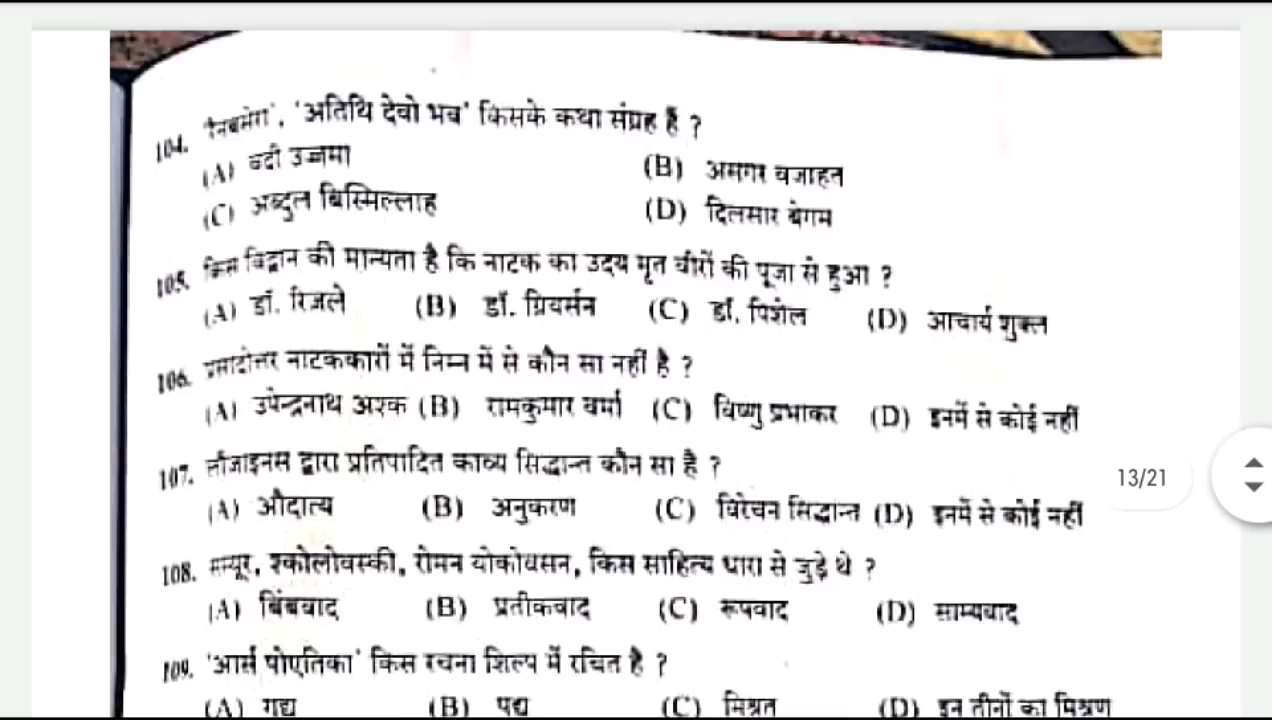 104. 'रैनबसेरा', 'अतिथि देवो भव' किसके कथा संग्रह हैं ?
(A) बदी उज्जमा (B) असगर वजाहत
(C) अब्दुल बिस्मिल्लाह (D) दिलसार बेगम
105. किस विद्वान की मान्यता है कि नाटक का उदय मृत वीरों की पूजा से हुआ ?
(A) डॉ. रिजले (B) डॉ. ग्रियर्सन (C) डॉ. पिशेल (D) आचार्य शुक्ल
106. प्रसादोत्तर नाटककारों में निम्न में से कौन सा नहीं है ?
(A) उपेन्द्रनाथ अश्क (B) रामकुमार वर्मा (C) विष्णु प्रभाकर (D) इनमें से कोई नहीं
107. लौंजाइनस द्वारा प्रतिपादित काव्य सिद्धान्त कौन सा है ?
(A) औदात्य (B) अनुकरण (C) विरेचन सिद्धान्त (D) इनमें से कोई नहीं
13/21
108. सस्यूर, श्कोलोवस्की, रोमन योकोवसन, किस साहित्य धारा से जुड़े थे ?
(A) बिंबवाद (B) प्रतीकवाद (C) रूपवाद (D) साम्यवाद
109. 'आर्स पोएतिका' किस रचना शिल्प में रचित है ?
(A) गद्य (B) पद्य (C) मिश्रत (D) इन तीनों का मिश्रण